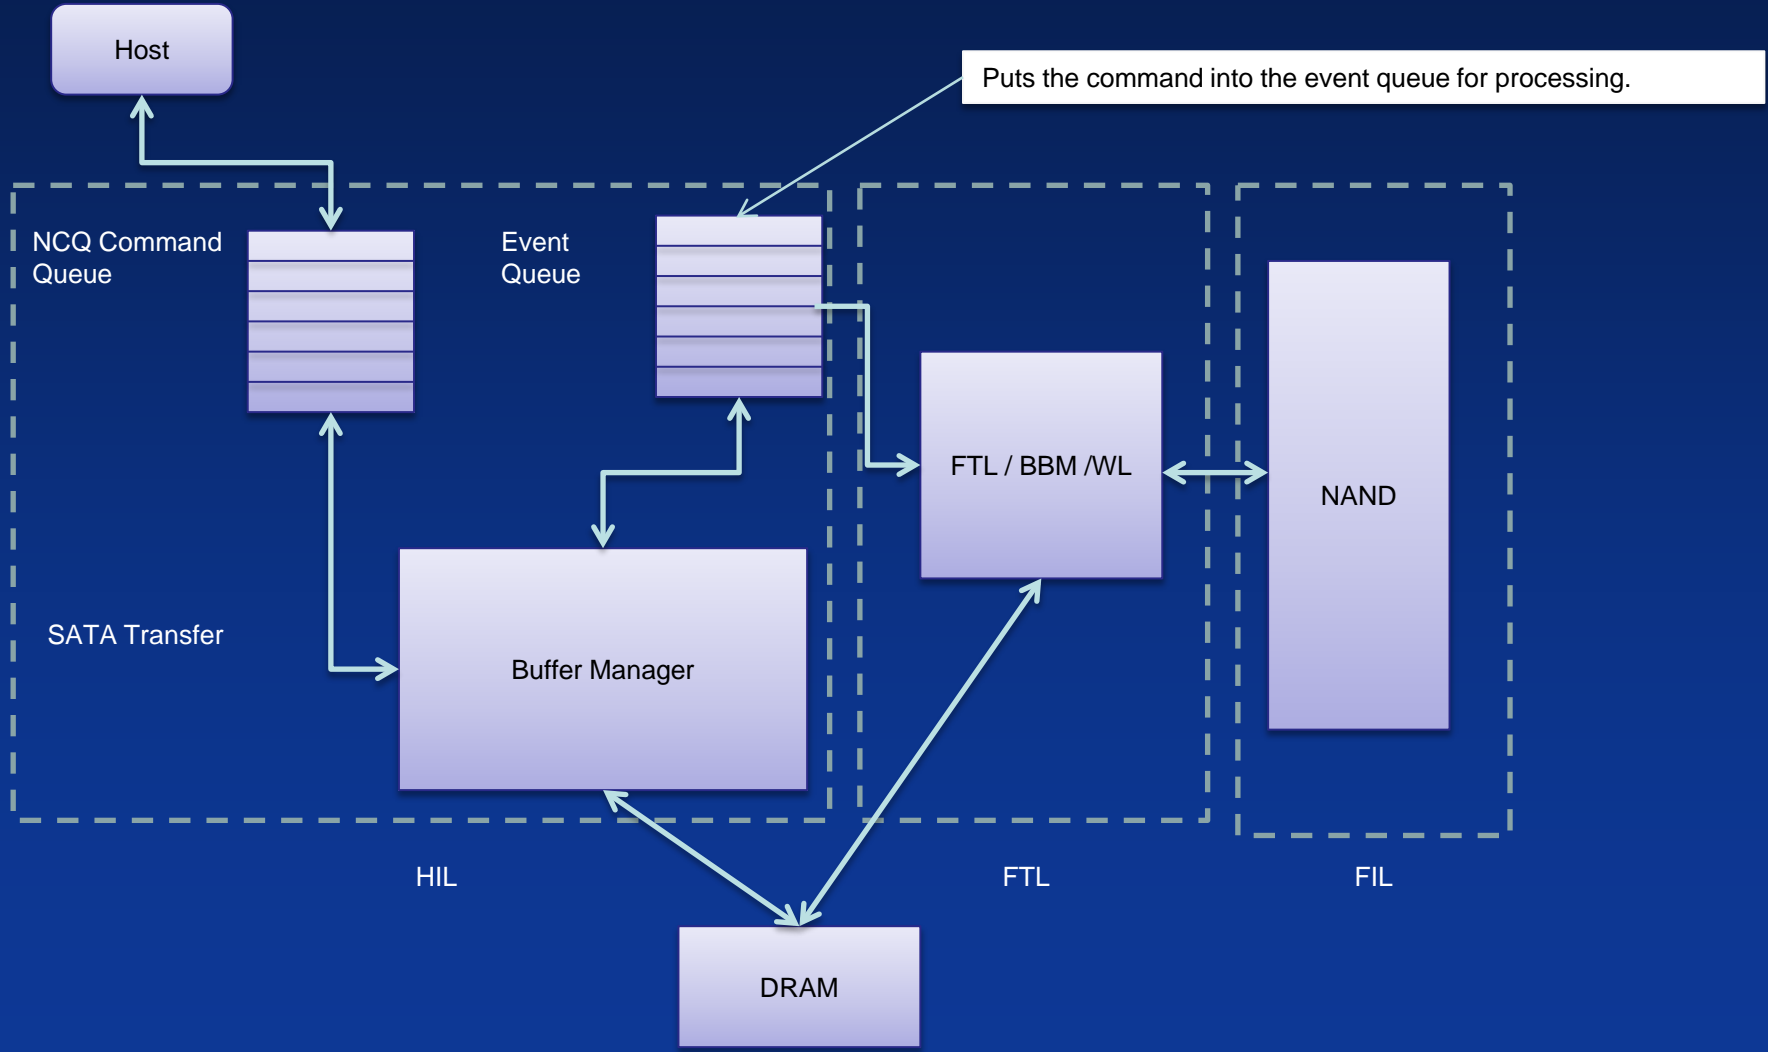 Host
Puts the command into the event queue for processing.
NCQ Command
Queue
Event
Queue
FTL / BBM /WL
NAND
SATA Transfer
Buffer Manager
HIL
FTL
FIL
DRAM